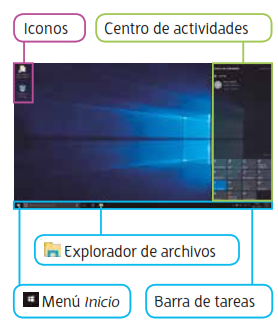 Iconos
Centro de actividades
Explorador de archivos
Menú Inicio
Barra de tareas